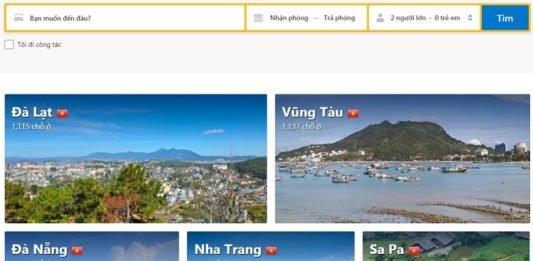 Bạn muốn đến đâu?
Nhận phòng — Trả phòng
2 người lớn · 0 trẻ em
Tìm
Tôi đi công tác
Đà Lạt
1,115 chỗ ở
Vũng Tàu
1,137 chỗ ở
Đà Nẵng
Nha Trang
Sa Pa